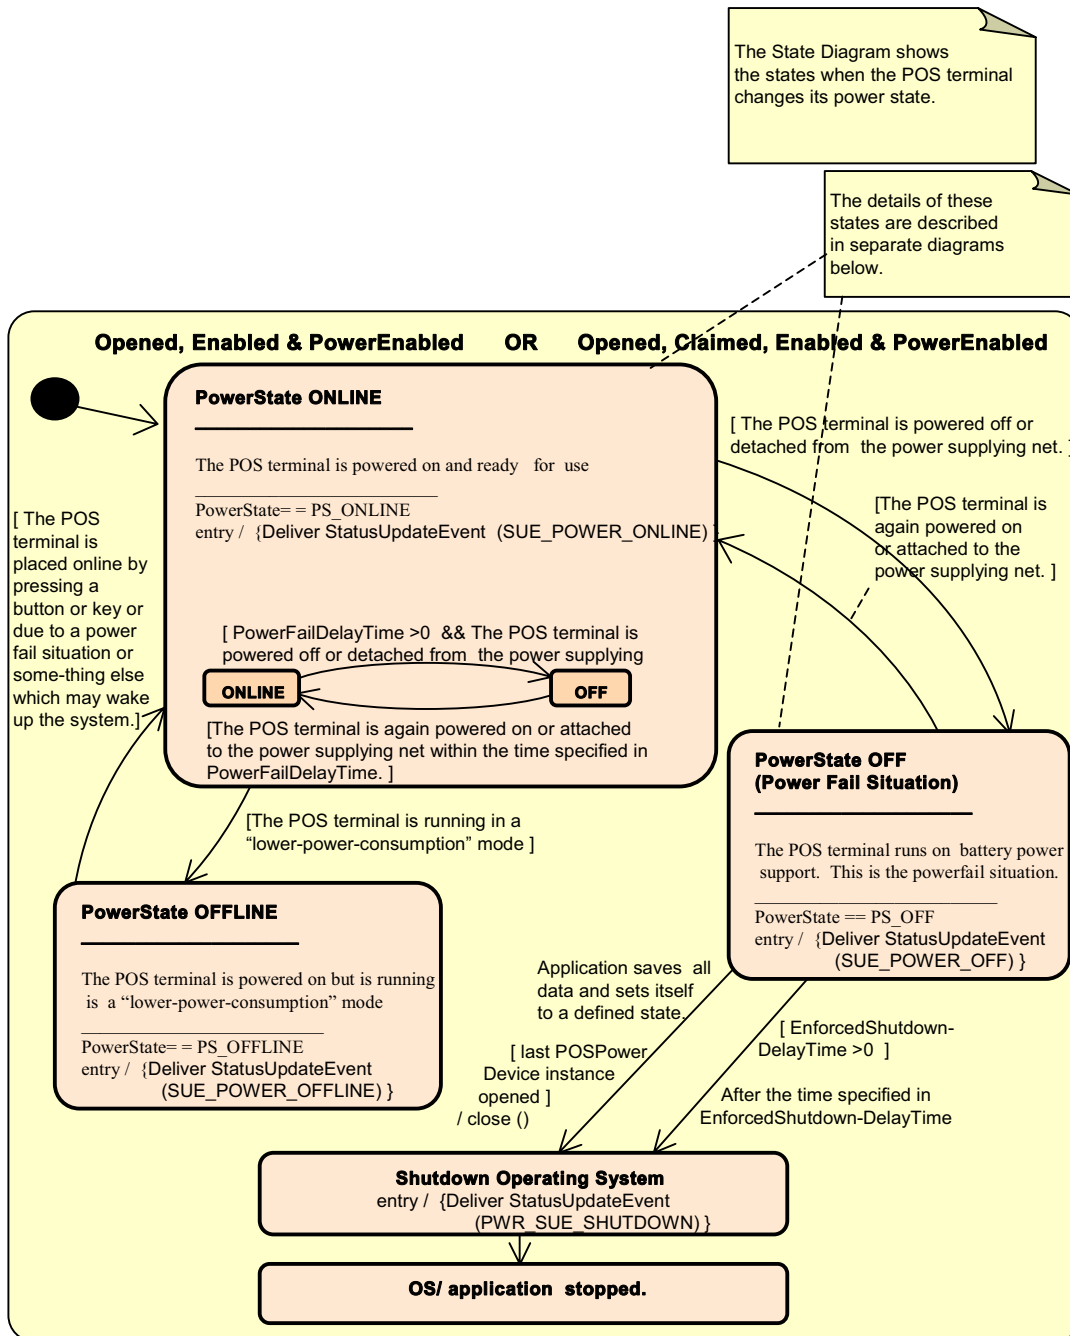 The State Diagram shows
the states when the POS terminal
changes its power state.
The details of these
states are described
in separate diagrams
below.
Opened, Enabled & PowerEnabled OR Opened, Claimed, Enabled & PowerEnabled
PowerState ONLINE
The POS terminal is powered on and ready for use
PowerState= = PS_ONLINE
entry / {Deliver StatusUpdateEvent (SUE_POWER_ONLINE) }
[ PowerFailDelayTime >0 && The POS terminal is
powered off or detached from the power supplying
ONLINE
OFF
[The POS terminal is again powered on or attached
to the power supplying net within the time specified in
PowerFailDelayTime. ]
[ The POS terminal is powered off or
detached from the power supplying net. ]
[The POS terminal is
again powered on
or attached to the
power supplying net. ]
[ The POS
terminal is
placed online by
pressing a
button or key or
due to a power
fail situation or
some-thing else
which may wake
up the system.]
[The POS terminal is running in a
“lower-power-consumption” mode ]
PowerState OFF
(Power Fail Situation)
The POS terminal runs on battery power
support. This is the powerfail situation.
PowerState == PS_OFF
entry / {Deliver StatusUpdateEvent
(SUE_POWER_OFF) }
PowerState OFFLINE
The POS terminal is powered on but is running
is a “lower-power-consumption” mode
PowerState= = PS_OFFLINE
entry / {Deliver StatusUpdateEvent
(SUE_POWER_OFFLINE) }
Application saves all
data and sets itself
to a defined state.
[ last POSPower
Device instance
opened ]
/ close ()
[ EnforcedShutdown-
DelayTime >0 ]
After the time specified in
EnforcedShutdown-DelayTime
Shutdown Operating System
entry / {Deliver StatusUpdateEvent
(PWR_SUE_SHUTDOWN) }
OS/ application stopped.